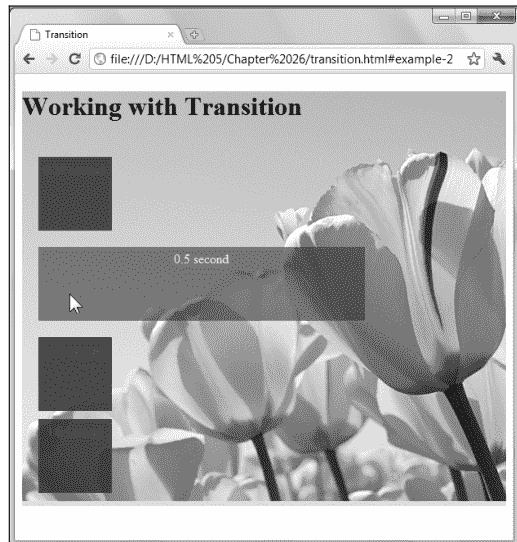 Transition
file:///D:/HTML%205/Chapter%2026/transition.html#example-2
Working with Transition
0.5 second